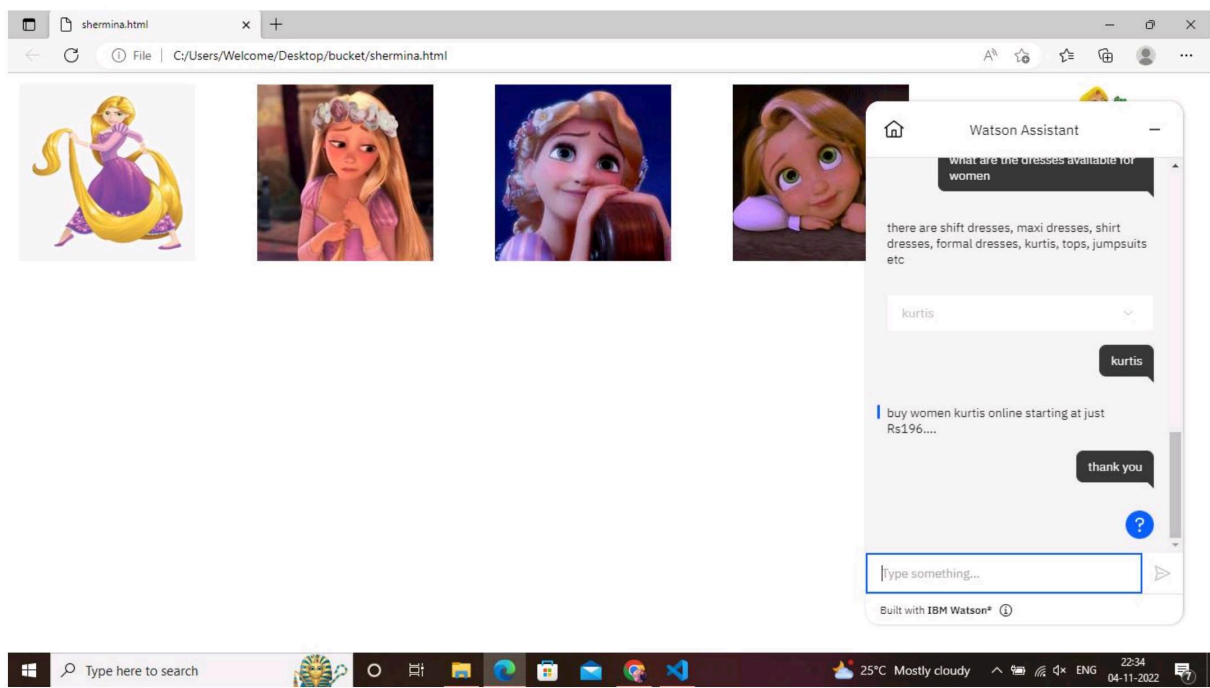 shermina.html
File | C:/Users/Welcome/Desktop/bucket/shermina.html
Watson Assistant
what are the dresses available for
women
there are shift dresses, maxi dresses, shirt
dresses, formal dresses, kurtis, tops, jumpsuits
etc
kurtis
kurtis
buy women kurtis online starting at just
Rs196....
thank you
?
Type something...
Built with IBM Watson®
Type here to search
25°C Mostly cloudy
ENG
22:34
04-11-2022
7